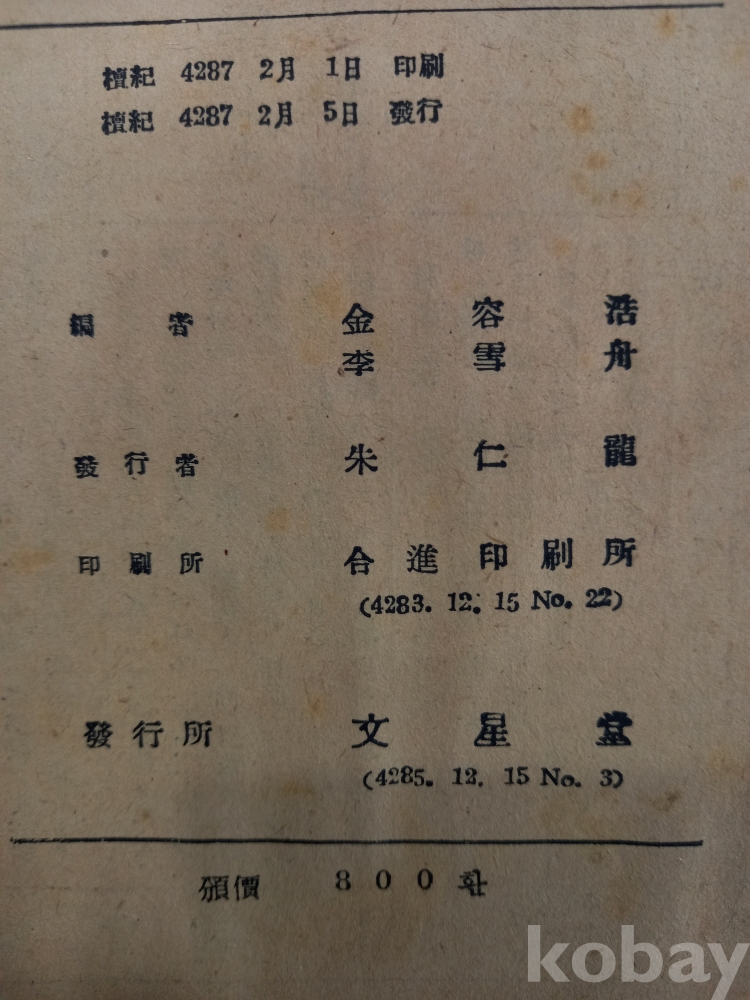 檀紀 4287 2月 1日 印刷
檀紀 4287 2月 5日 發行
編者 金容浩
李雪舟
發行者 朱仁龍
印刷所 合進印刷所
(4283. 12. 15 No. 22)
發行所 文星堂
(4285. 12. 15 No. 3)
頒價 800환
kobay